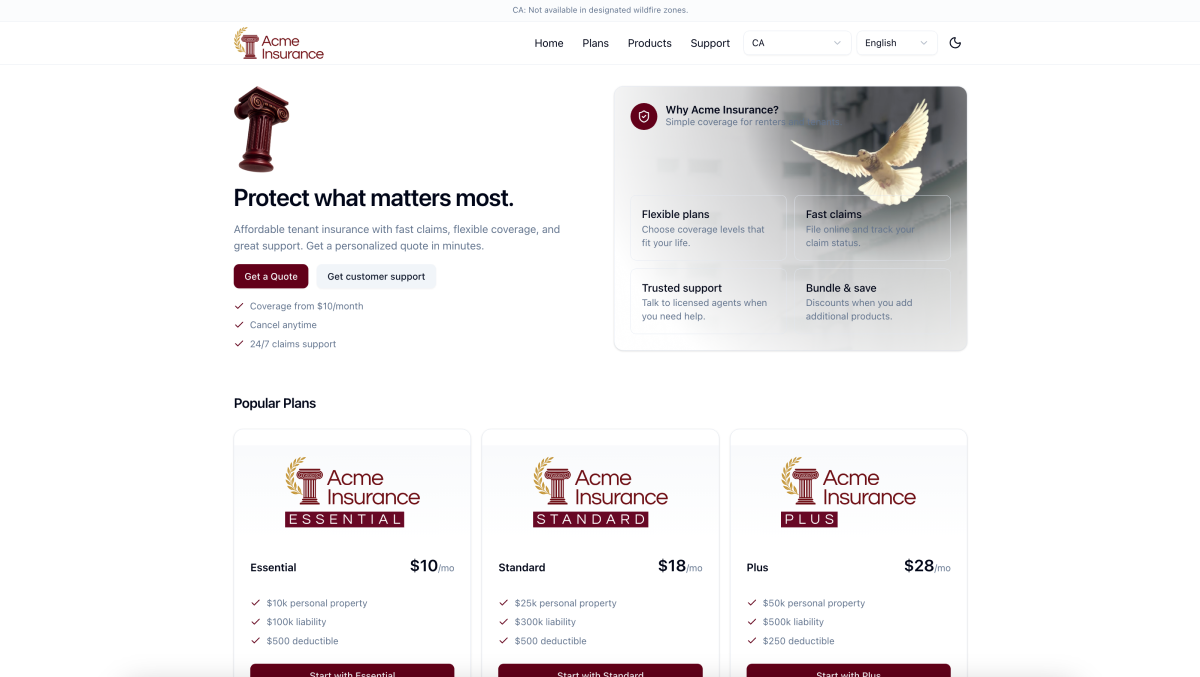 CA: Not available in designated wildfire zones.
Acme
Insurance
Home
Plans
Products
Support
CA
English
Protect what matters most.
Affordable tenant insurance with fast claims, flexible coverage, and
great support. Get a personalized quote in minutes.
Get a Quote
Get customer support
Coverage from $10/month
Cancel anytime
24/7 claims support
Why Acme Insurance?
Simple coverage for renters
Flexible plans
Choose coverage levels that
fit your life.
Fast claims
File online and track your
claim status.
Trusted support
Talk to licensed agents when
you need help.
Bundle & save
Discounts when you add
additional products.
Popular Plans
Acme
Insurance
ESSENTIAL
Essential
$10/mo
$10k personal property
$100k liability
$500 deductible
Start with Essential
Acme
Insurance
STANDARD
Standard
$18/mo
$25k personal property
$300k liability
$500 deductible
Start with Standard
Acme
Insurance
PLUS
Plus
$28/mo
$50k personal property
$500k liability
$250 deductible
Start with Plus